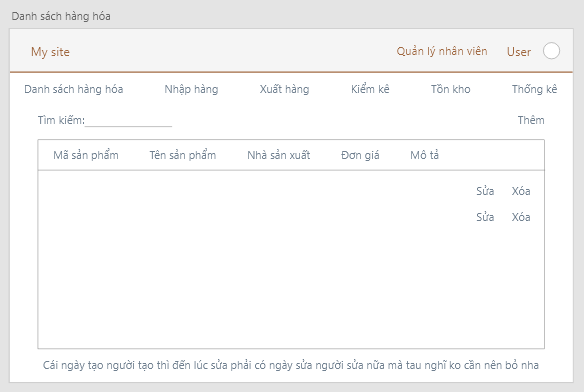 Danh sách hàng hóa
My site Quản lý nhân viên User
Danh sách hàng hóa Nhập hàng Xuất hàng Kiểm kê Tồn kho Thống kê
Tìm kiếm:________________ Thêm
Mã sản phẩm Tên sản phẩm Nhà sản xuất Đơn giá Mô tả
Sửa Xóa
Sửa Xóa
Cái ngày tạo người tạo thì đến lúc sửa phải có ngày sửa người sửa nữa mà tau nghĩ ko cần nên bỏ nha